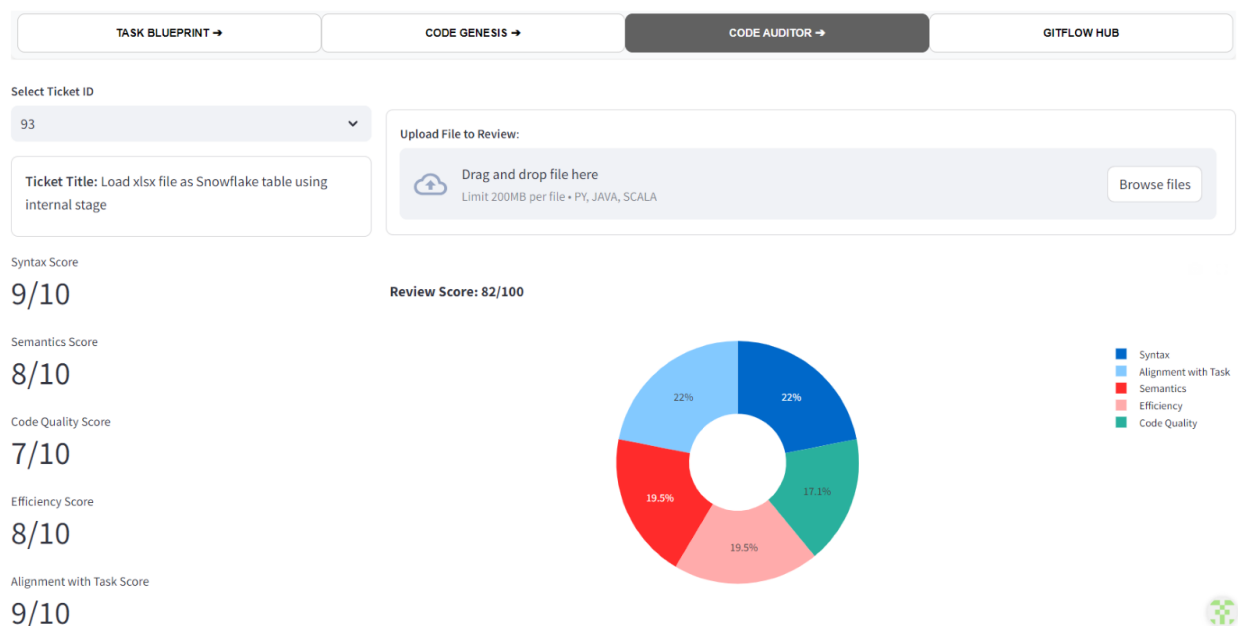 TASK BLUEPRINT ➔
CODE GENESIS ➔
CODE AUDITOR ➔
GITFLOW HUB
Select Ticket ID
93
Ticket Title: Load xlsx file as Snowflake table using
internal stage
Upload File to Review:
Drag and drop file here
Limit 200MB per file • PY, JAVA, SCALA
Browse files
Syntax Score
9/10
Semantics Score
8/10
Code Quality Score
7/10
Efficiency Score
8/10
Alignment with Task Score
9/10
Review Score: 82/100
22%
22%
19.5%
17.1%
19.5%
Syntax
Alignment with Task
Semantics
Efficiency
Code Quality